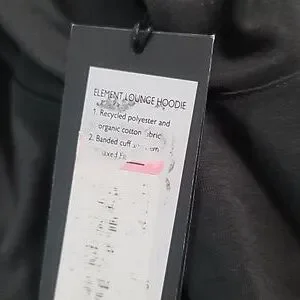 ELEMENT LOUNGE HOODIE
1. Recycled polyester and
organic cotton
2. Banded cuff